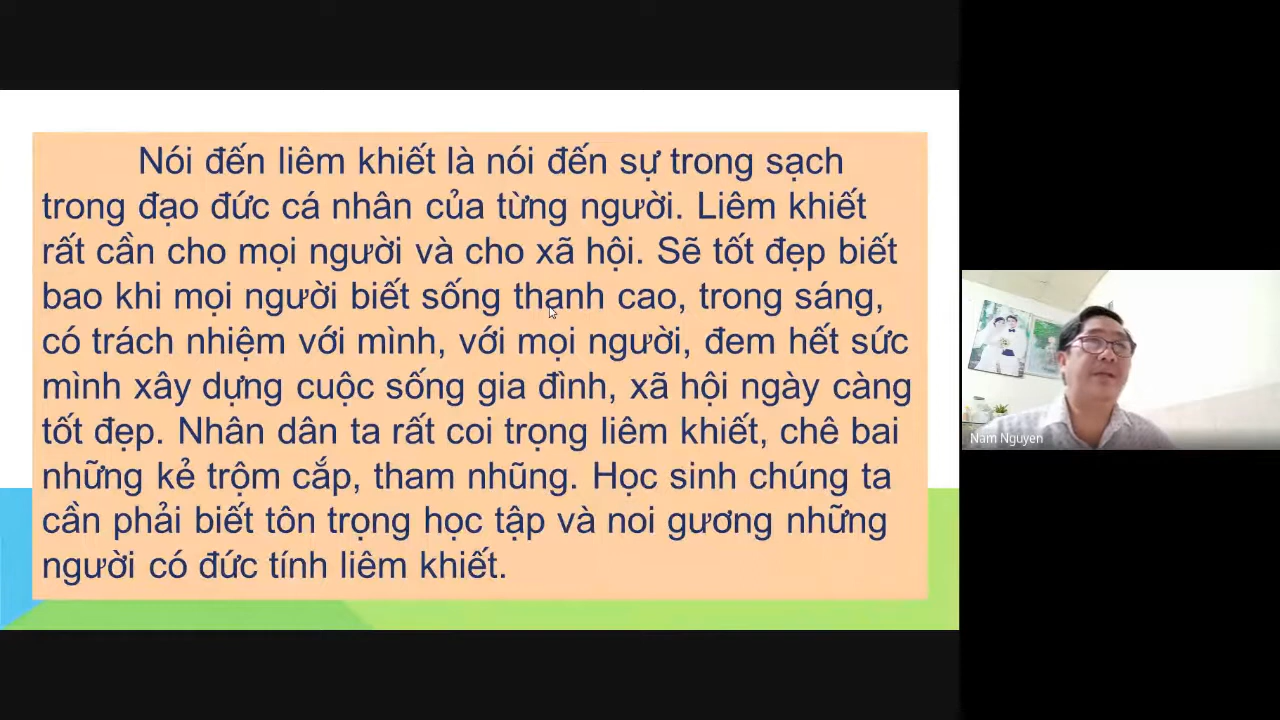 Nói đến liêm khiết là nói đến sự trong sạch
trong đạo đức cá nhân của từng người. Liêm khiết
rất cần cho mọi người và cho xã hội. Sẽ tốt đẹp biết
bao khi mọi người biết sống thanh cao, trong sáng,
có trách nhiệm với mình, với mọi người, đem hết sức
mình xây dựng cuộc sống gia đình, xã hội ngày càng
tốt đẹp. Nhân dân ta rất coi trọng liêm khiết, chê bai
những kẻ trộm cắp, tham nhũng. Học sinh chúng ta
cần phải biết tôn trọng học tập và noi gương những
người có đức tính liêm khiết.
Nam Nguyen